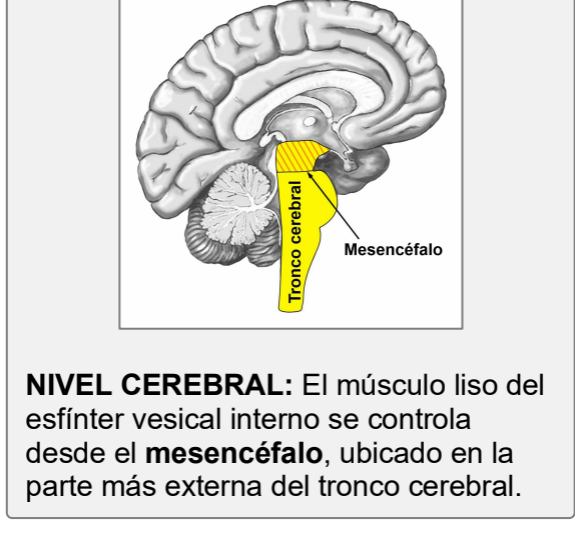 Tronco cerebral
Mesencéfalo
NIVEL CEREBRAL: El músculo liso del
esfínter vesical interno se controla
desde el mesencéfalo, ubicado en la
parte más externa del tronco cerebral.